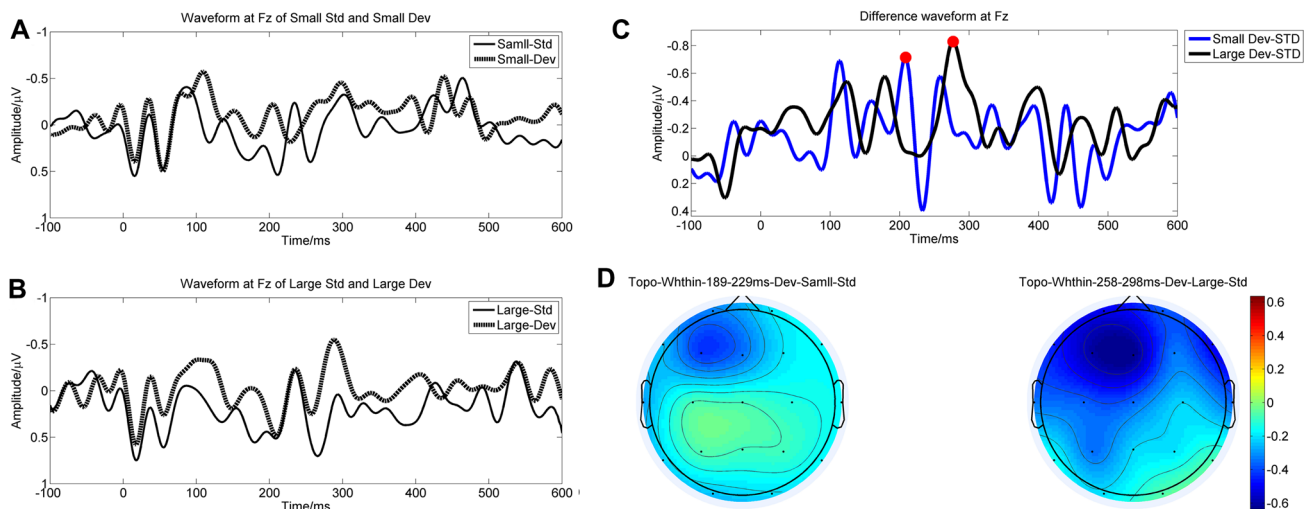 A
Waveform at Fz of Small Std and Small Dev
-1
-0.5
0
0.5
1
Amplitude/μV
Samll-Std
Small-Dev
-100 0 100 200 300 400 500 600
Time/ms
B
Waveform at Fz of Large Std and Large Dev
-1
-0.5
0
0.5
1
Amplitude/μV
Large-Std
Large-Dev
-100 0 100 200 300 400 500 600
Time/ms
C
Difference waveform at Fz
-0.8
-0.6
-0.4
-0.2
0
0.2
0.4
Amplitude/μV
Small Dev-STD
Large Dev-STD
-100 0 100 200 300 400 500 600
Time/ms
D
Topo-Whthin-189-229ms-Dev-Samll-Std
Topo-Whthin-258-298ms-Dev-Large-Std
0.6
0.4
0.2
0
-0.2
-0.4
-0.6